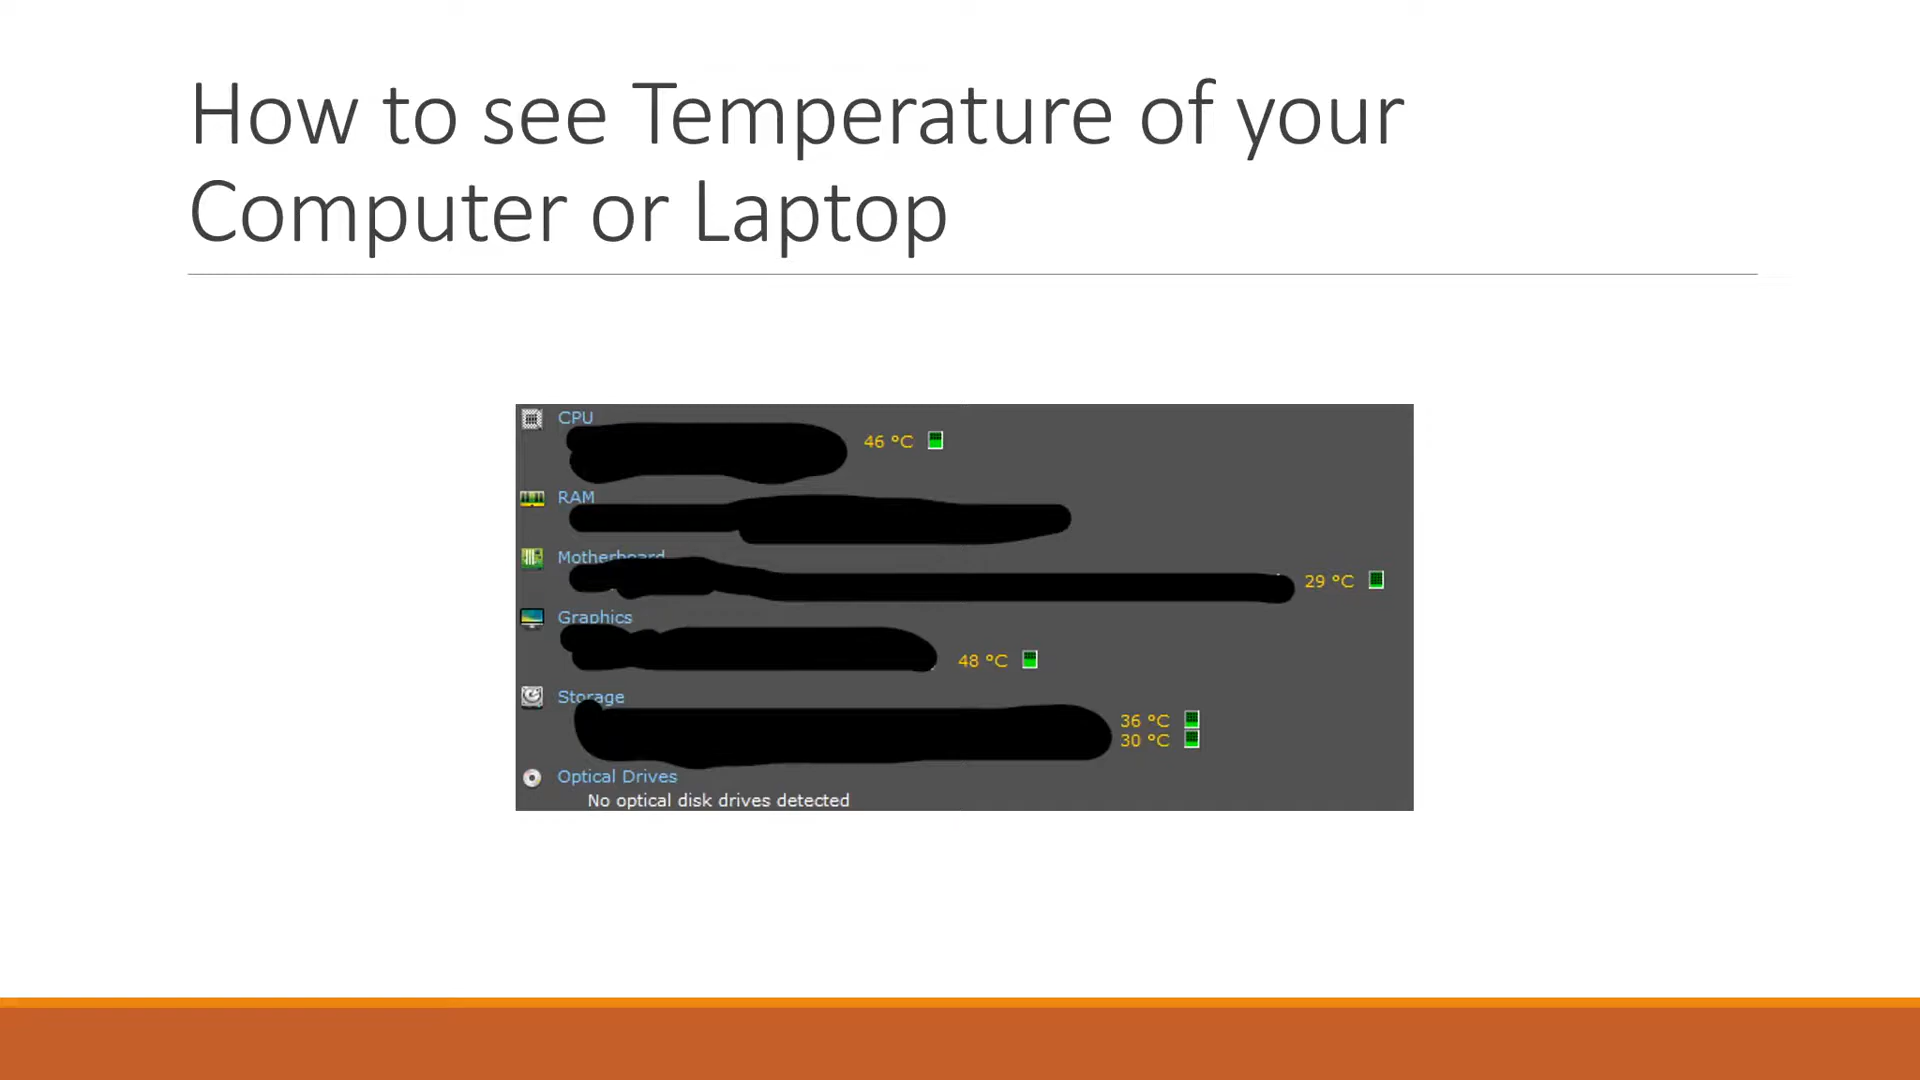 How to see Temperature of your
Computer or Laptop
CPU
46 °C
RAM
Motherboard
29 °C
Graphics
48 °C
Storage
36 °C
30 °C
Optical Drives
No optical disk drives detected